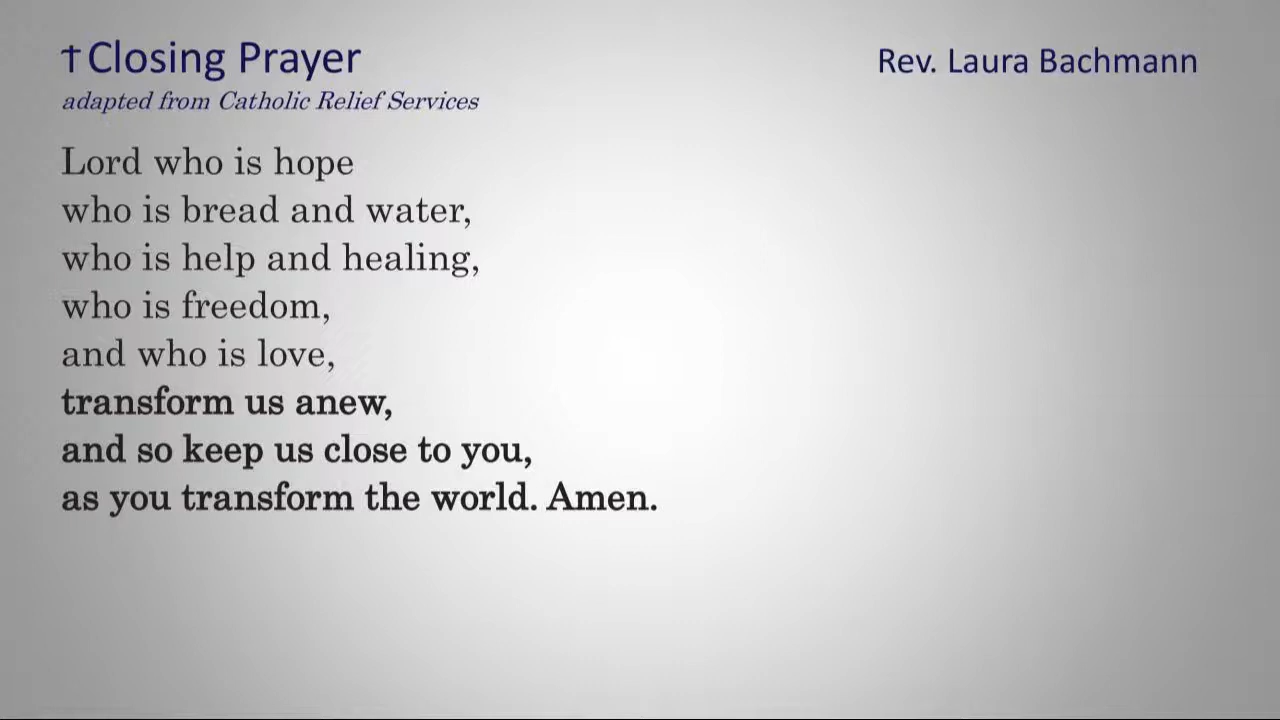 †Closing Prayer
Rev. Laura Bachmann
adapted from Catholic Relief Services
Lord who is hope
who is bread and water,
who is help and healing,
who is freedom,
and who is love,
transform us anew,
and so keep us close to you,
as you transform the world. Amen.